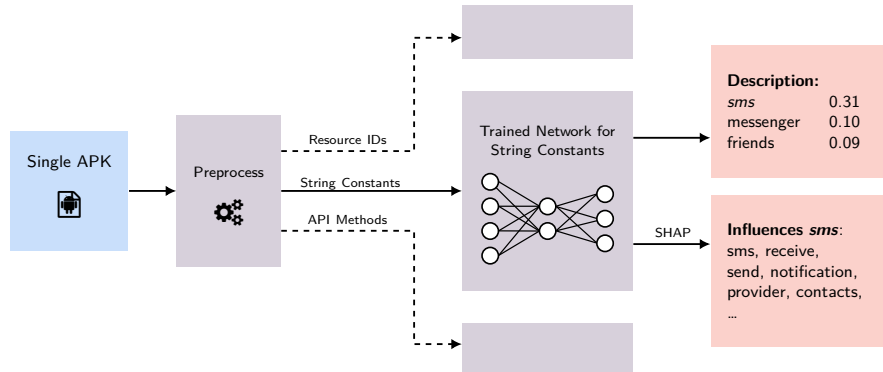 Single APK
Preprocess
Resource IDs
String Constants
API Methods
Trained Network for
String Constants
SHAP
Description:
sms 0.31
messenger 0.10
friends 0.09
Influences sms:
sms, receive,
send, notification,
provider, contacts,
...